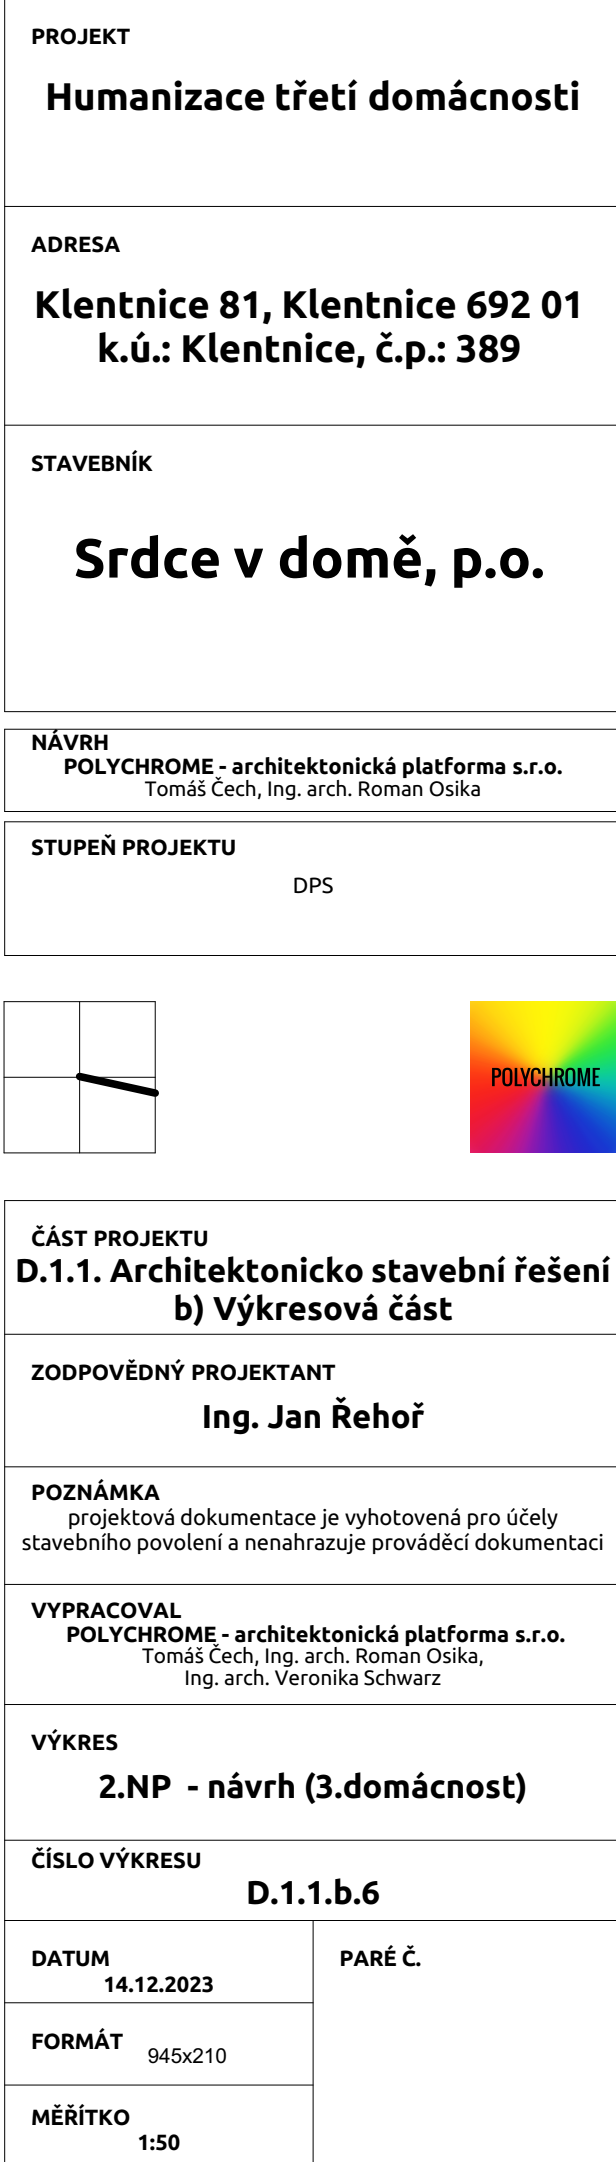 PROJEKT
Humanizace třetí domácnosti
ADRESA
Klentnice 81, Klentnice 692 01
k.ú.: Klentnice, č.p.: 389
STAVEBNÍK
Srdce v domě, p.o.
NÁVRH
POLYCHROME - architektonická platforma s.r.o.
Tomáš Čech, Ing. arch. Roman Osika
STUPEŇ PROJEKTU
DPS
POLYCHROME
ČÁST PROJEKTU
D.1.1. Architektonicko stavební řešení
b) Výkresová část
ZODPOVĚDNÝ PROJEKTANT
Ing. Jan Řehoř
POZNÁMKA
projektová dokumentace je vyhotovená pro účely
stavebního povolení a nenahrazuje prováděcí dokumentaci
VYPRACOVAL
POLYCHROME - architektonická platforma s.r.o.
Tomáš Čech, Ing. arch. Roman Osika,
Ing. arch. Veronika Schwarz
VÝKRES
2.NP - návrh (3.domácnost)
ČÍSLO VÝKRESU
D.1.1.b.6
DATUM
14.12.2023
PARÉ Č.
FORMÁT
945x210
MĚŘÍTKO
1:50